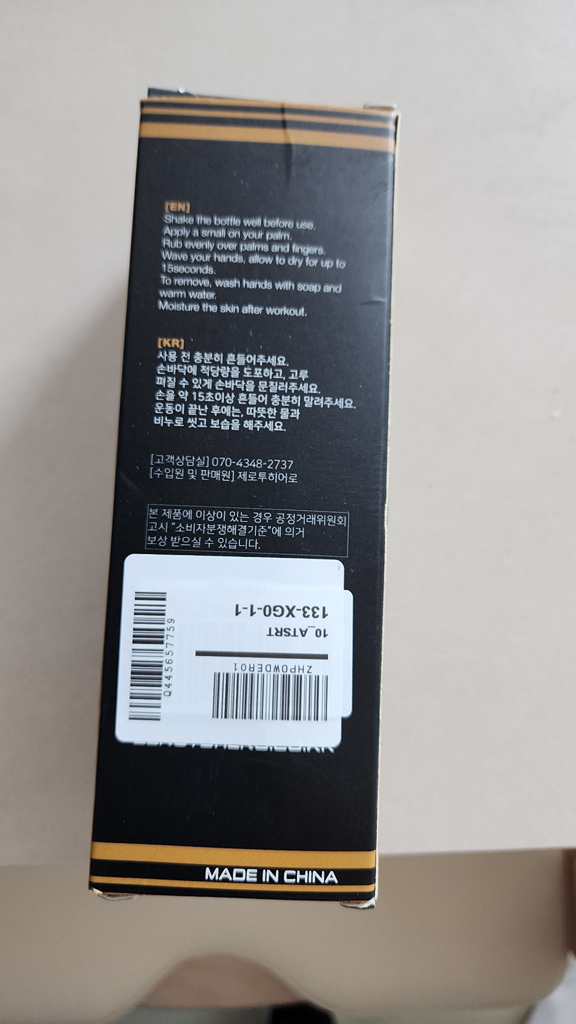 [EN]
Shake the bottle well before use.
Apply a small on your palm.
Rub evenly over palms and fingers.
Wave your hands, allow to dry for up to
15seconds.
To remove, wash hands with soap and
warm water.
Moisture the skin after workout.
[KR]
사용 전 충분히 흔들어주세요.
손바닥에 적당량을 도포하고, 고루
펴질 수 있게 손바닥을 문질러주세요.
손을 약 15초이상 흔들어 충분히 말려주세요.
운동이 끝난 후에는, 따뜻한 물과
비누로 씻고 보습을 해주세요.
[고객상담실] 070-4348-2737
[수입원 및 판매원] 제로투히어로
본 제품에 이상이 있는 경우 공정거래위원회
고시 "소비자분쟁해결기준"에 의거
보상 받으실 수 있습니다.
133-XG0-1-1
10_ATSRT
ZHPOWDER01
Q445657759
MADE IN CHINA